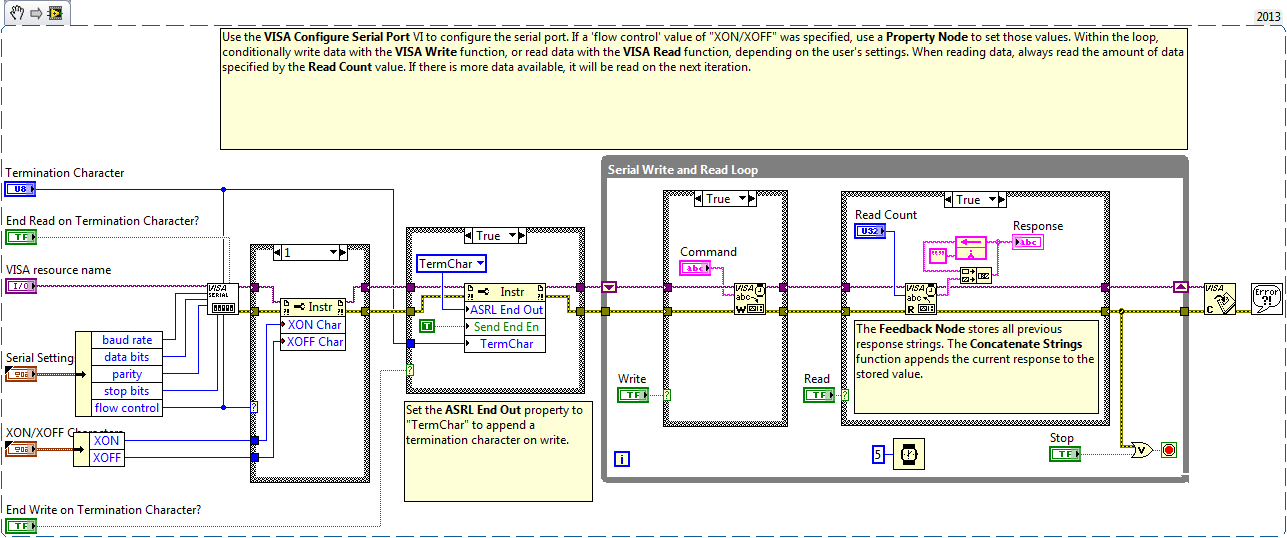 2013
Use the VISA Configure Serial Port VI to configure the serial port. If a 'flow control' value of "XON/XOFF" was specified, use a Property Node to set those values. Within the loop,
conditionally write data with the VISA Write function, or read data with the VISA Read function, depending on the user's settings. When reading data, always read the amount of data
specified by the Read Count value. If there is more data available, it will be read on the next iteration.
Termination Character
U8
End Read on Termination Character?
TF
VISA resource name
I/O
VISA
SERIAL
Serial Setting
baud rate
data bits
parity
stop bits
flow control
XON
XOFF
End Write on Termination Character?
TF
1
Instr
XON Char
XOFF Char
?
True
TermChar
Instr
ASRL End Out
T
Send End En
TermChar
?
Set the ASRL End Out property to
"TermChar" to append a
termination character on write.
Serial Write and Read Loop
True
Command
abc
VISA
abc
W
Write
TF
?
i
True
Read Count
U32
Response
abc
VISA
abc
R
The Feedback Node stores all previous
response strings. The Concatenate Strings
function appends the current response to the
stored value.
Read
TF
?
5
Stop
TF
V
VISA
C
Error
?!